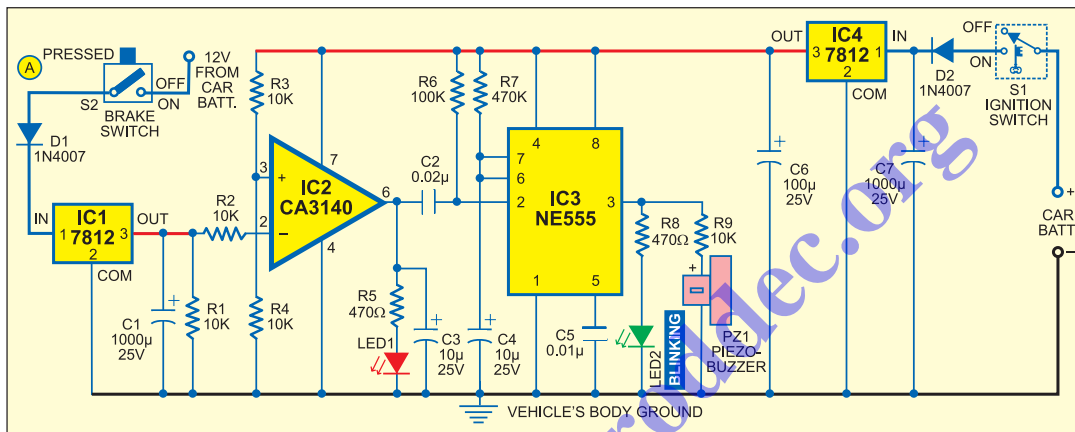 PRESSED
A
12V
FROM
CAR
BATT.
OFF
ON
S2
BRAKE
SWITCH
D1
1N4007
IN
OUT
IC1
1 7812 3
2
COM
C1
1000µ
25V
R1
10K
R2
10K
R3
10K
R4
10K
3
+
2
−
7
IC2
CA3140
4
6
R5
470Ω
LED1
C2
0.02µ
C3
10µ
25V
R6
100K
R7
470K
C4
10µ
25V
4
8
7
6
2
IC3
NE555
3
1
5
C5
0.01µ
R8
470Ω
LED2
BLINKING
R9
10K
+
PZ1
PIEZO-
BUZZER
C6
100µ
25V
OUT
IC4
IN
3 7812 1
2
COM
C7
1000µ
25V
D2
1N4007
OFF
ON
S1
IGNITION
SWITCH
+
CAR
BATT.
−
VEHICLE'S BODY GROUND